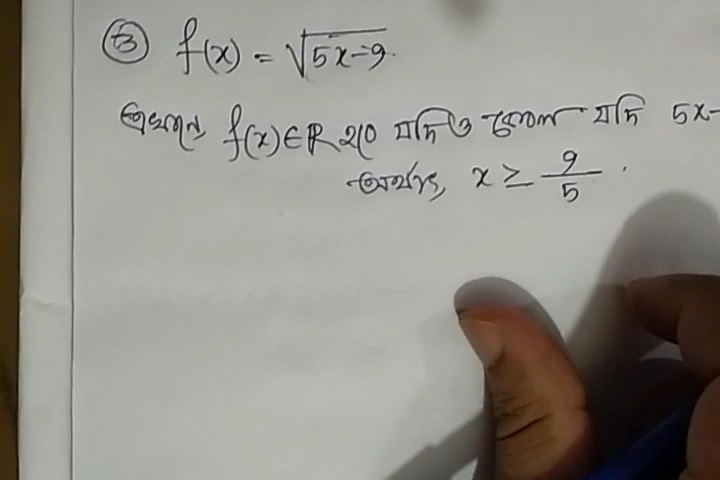 ট) f(x) = √5x-9.
এখানে, f(x)∈ℝ হবে যদি ও কেবল যদি 5x-
অর্থাৎ, x ≥ 9/5 .